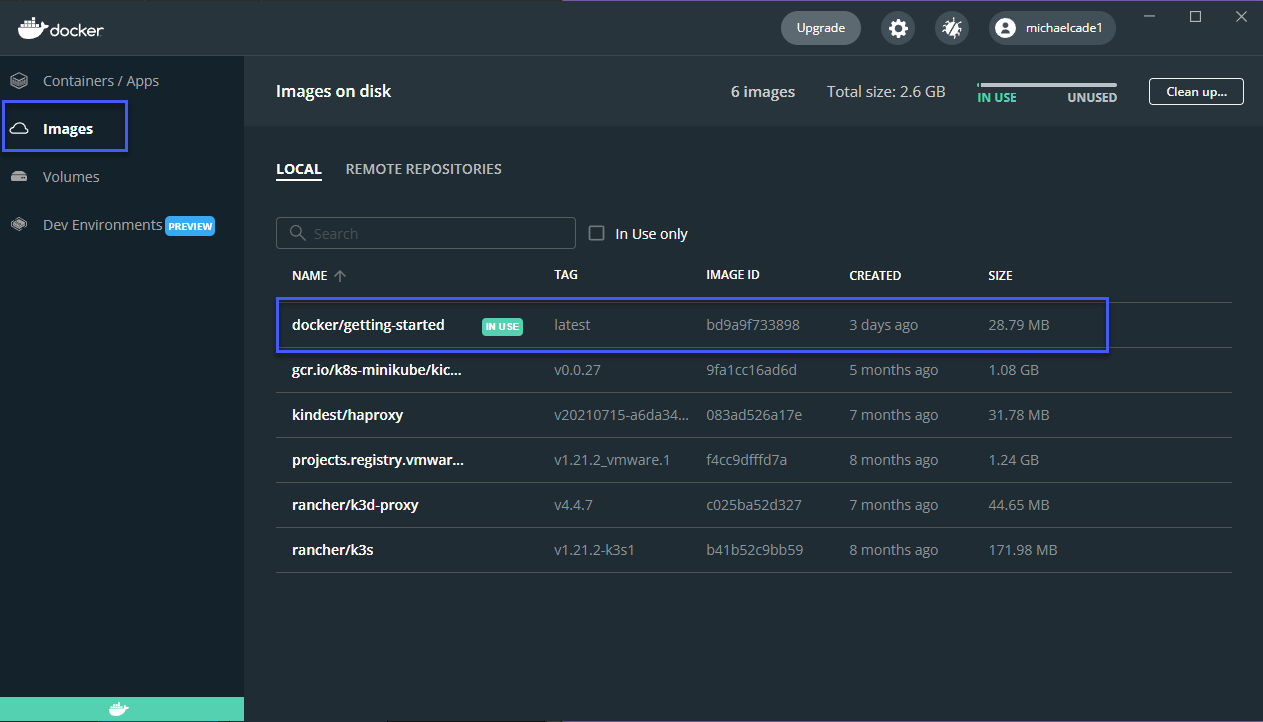 docker
Upgrade
michaelcade1
Containers / Apps
Images
Volumes
Dev Environments PREVIEW
Images on disk
6 images
Total size: 2.6 GB
IN USE
UNUSED
Clean up...
LOCAL
REMOTE REPOSITORIES
Search
In Use only
NAME TAG IMAGE ID CREATED SIZE
docker/getting-started IN USE latest bd9a9f733898 3 days ago 28.79 MB
gcr.io/k8s-minikube/kic... v0.0.27 9fa1cc16ad6d 5 months ago 1.08 GB
kindest/haproxy v20210715-a6da34... 083ad526a17e 7 months ago 31.78 MB
projects.registry.vmwar... v1.21.2_vmware.1 f4cc9dfffd7a 8 months ago 1.24 GB
rancher/k3d-proxy v4.4.7 c025ba52d327 7 months ago 44.65 MB
rancher/k3s v1.21.2-k3s1 b41b52c9bb59 8 months ago 171.98 MB